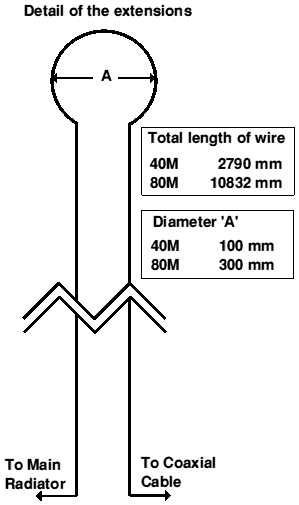 Detail of the extensions
A
Total length of wire
40M 2790 mm
80M 10832 mm
Diameter 'A'
40M 100 mm
80M 300 mm
To Main
Radiator
To Coaxial
Cable